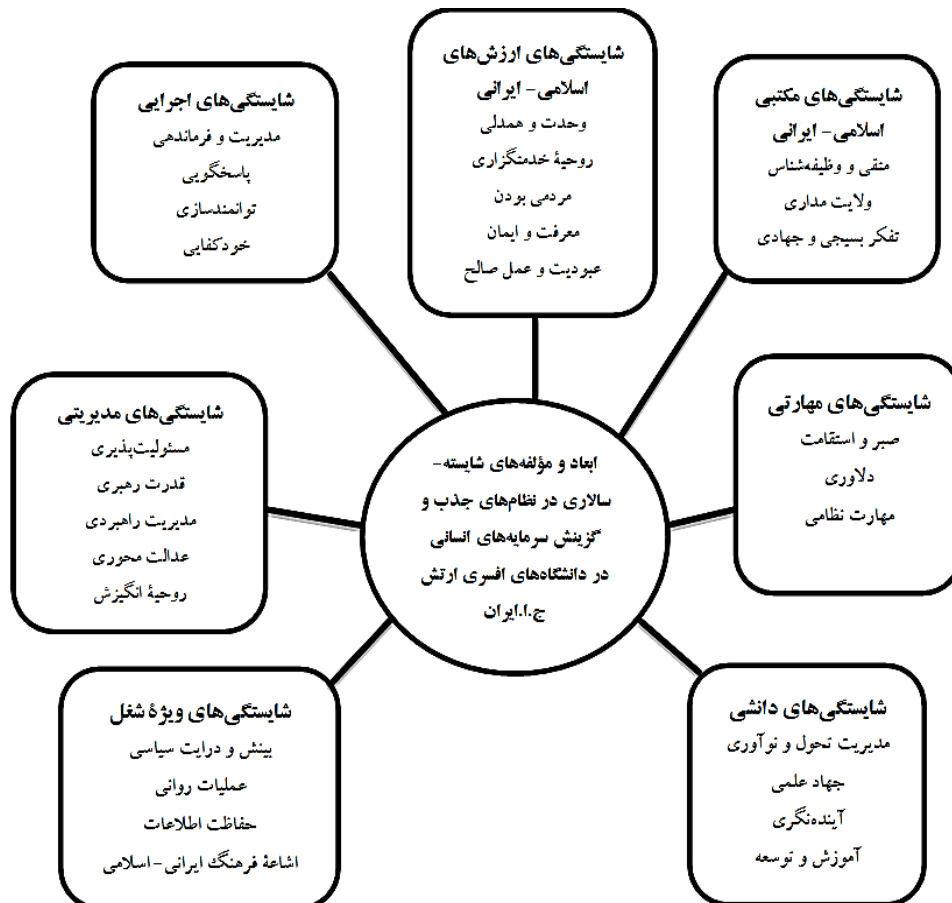 شایستگی‌های ارزش‌های
اسلامی- ایرانی
وحدت و همدلی
روحیهٔ خدمتگزاری
مردمی بودن
معرفت و ایمان
عبودیت و عمل صالح
شایستگی‌های مکتبی
اسلامی- ایرانی
متقی و وظیفه‌شناس
ولایت مداری
تفکر بسیجی و جهادی
شایستگی‌های مهارتی
صبر و استقامت
دلاوری
مهارت نظامی
شایستگی‌های دانشی
مدیریت تحول و نوآوری
جهاد علمی
آینده‌نگری
آموزش و توسعه
شایستگی‌های ویژهٔ شغل
بینش و درایت سیاسی
عملیات روانی
حفاظت اطلاعات
اشاعهٔ فرهنگ ایرانی-اسلامی
شایستگی‌های مدیریتی
مسئولیت‌پذیری
قدرت رهبری
مدیریت راهبردی
عدالت محوری
روحیهٔ انگیزش
شایستگی‌های اجرایی
مدیریت و فرماندهی
پاسخگویی
توانمندسازی
خودکفایی
ابعاد و مؤلفه‌های شایسته-
سالاری در نظام‌های جذب و
گزینش سرمایه‌های انسانی
در دانشگاه‌های افسری ارتش
ج.ا.ایران